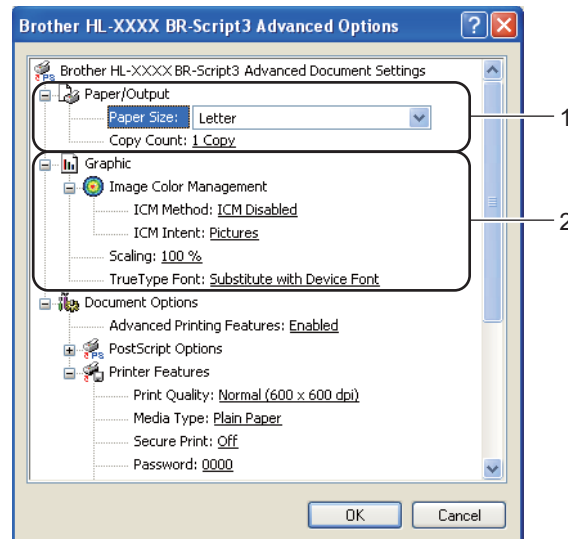 Brother HL-XXXX BR-Script3 Advanced Options
Brother HL-XXXX BR-Script3 Advanced Document Settings
Paper/Output
Paper Size: Letter
1
Copy Count: 1 Copy
Graphic
Image Color Management
ICM Method: ICM Disabled
2
ICM Intent: Pictures
Scaling: 100 %
TrueType Font: Substitute with Device Font
Document Options
Advanced Printing Features: Enabled
PS PostScript Options
Printer Features
Print Quality: Normal (600 x 600 dpi)
Media Type: Plain Paper
Secure Print: Off
Password: 0000
OK Cancel